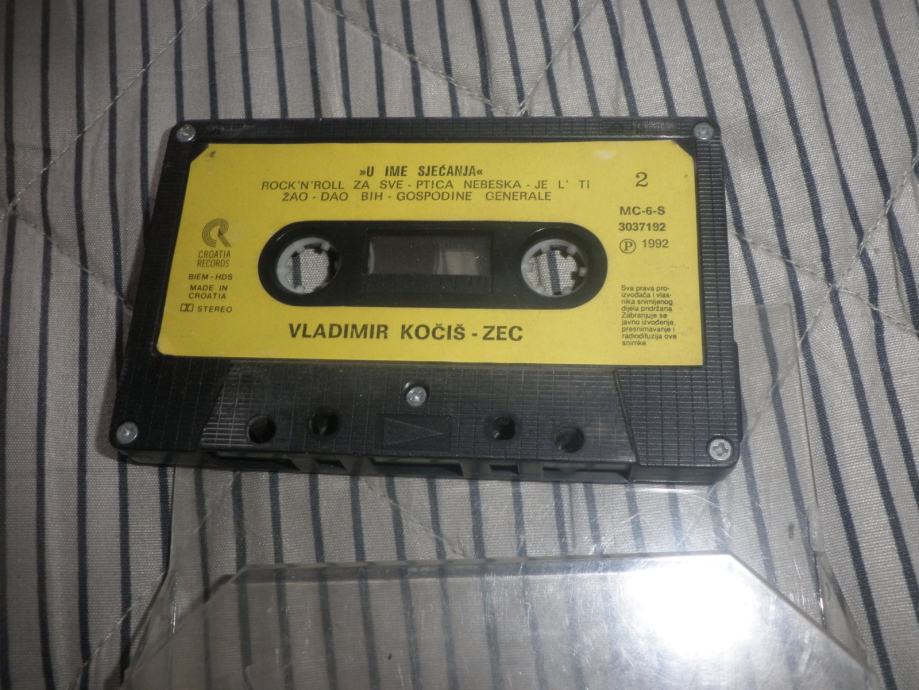 »U IME SJEĆANJA«
ROCK'N'ROLL ZA SVE - PTICA NEBESKA - JE L' TI
ŽAO - DAO BIH - GOSPODINE GENERALE
2
MC-6-S
3037192
Ⓟ 1992
CROATIA
RECORDS
BIEM - HDS
MADE IN
CROATIA
STEREO
Sva prava pro-
izvođača i vlas-
nika snimljenog
dijela pridržana.
Zabranjuje se
javno izvođenje,
presnimavanje i
radiodifuzija ove
snimke
VLADIMIR KOČIŠ - ZEC